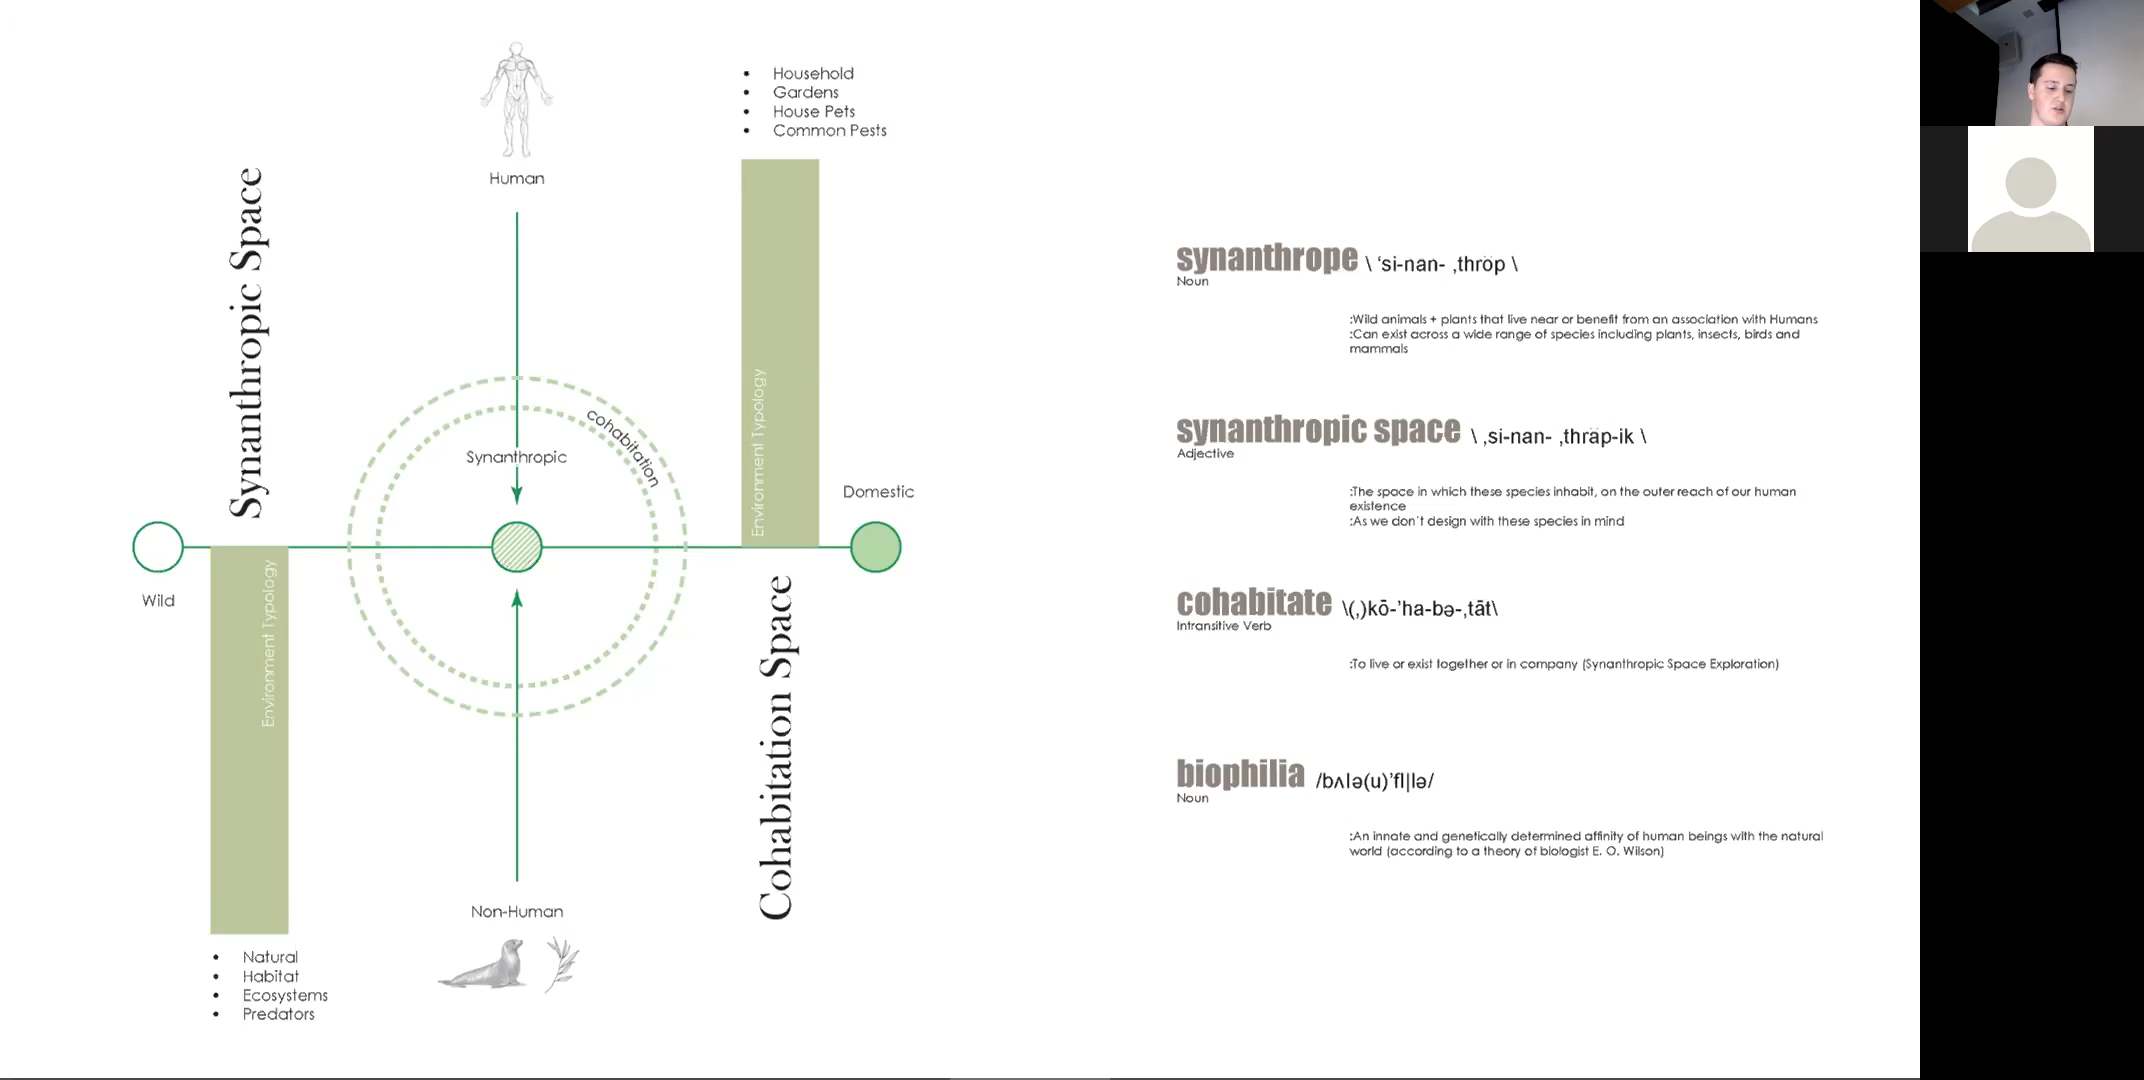 Human
Household
Gardens
House Pets
Common Pests
Synanthropic Space
Environment Typology
cohabitation
Synanthropic
Domestic
Wild
Environment Typology
Cohabitation Space
Non-Human
Natural
Habitat
Ecosystems
Predators
synanthrope \ ‘si-nan- ,thröp \
Noun
:Wild animals + plants that live near or benefit from an association with Humans
:Can exist across a wide range of species including plants, insects, birds and
mammals
synanthropic space \ ,si-nan- ,thräp-ik \
Adjective
:The space in which these species inhabit, on the outer reach of our human
existence
:As we don't design with these species in mind
cohabitate \(,)kō-’ha-bə-,tāt\
Intransitive Verb
:To live or exist together or in company (Synanthropic Space Exploration)
biophilia /bʌlə(u)’fl|lə/
Noun
:An innate and genetically determined affinity of human beings with the natural
world (according to a theory of biologist E. O. Wilson)